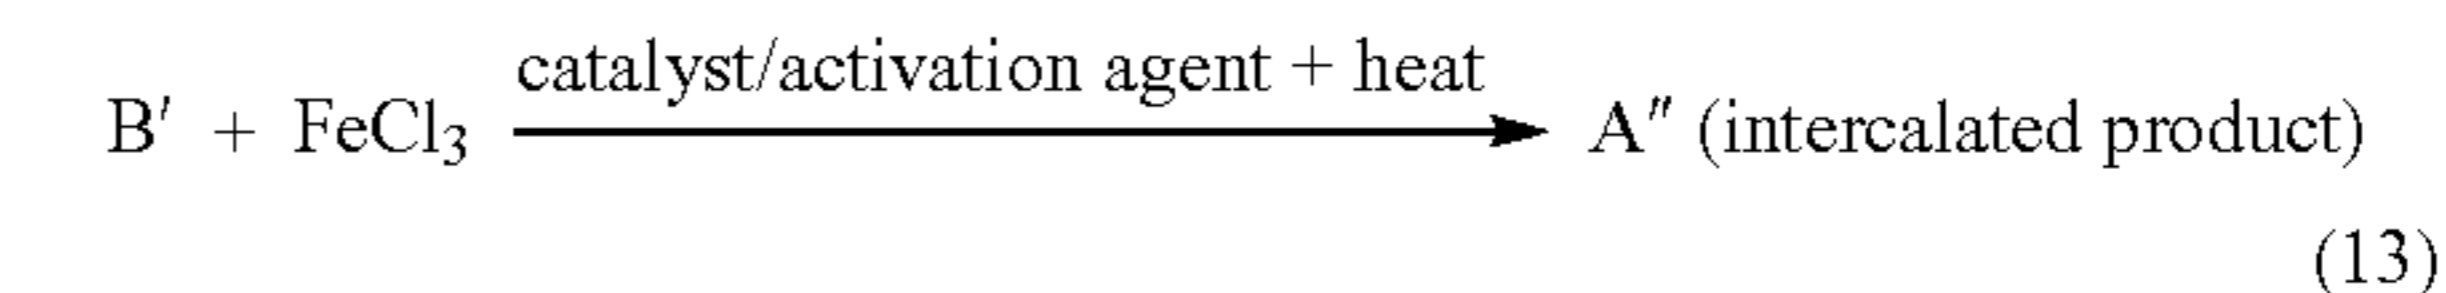 catalyst/activation agent + heat
B′ + FeCl₃ ⟶ A″ (intercalated product)
(13)